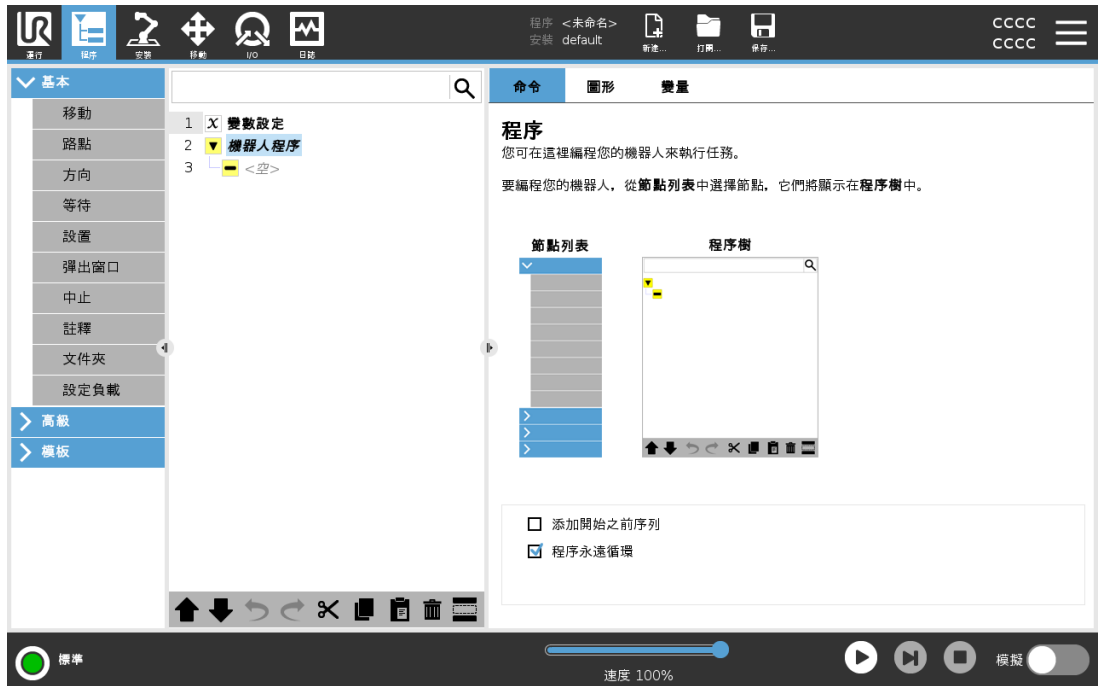 UR
運行
程序
安裝
移動
I/O
日誌
程序 <未命名>
安裝 default
新建...
打開...
保存...
CCCC
CCCC
基本
移動
路點
方向
等待
設置
彈出窗口
中止
註釋
文件夾
設定負載
高級
模板
1 X 變數設定
2 機器人程序
3 <空>
命令 圖形 變量
程序
您可在這裡編程您的機器人來執行任務。
要編程您的機器人，從節點列表中選擇節點，它們將顯示在程序樹中。
節點列表
程序樹
添加開始之前序列
程序永遠循環
標準
速度 100%
模擬